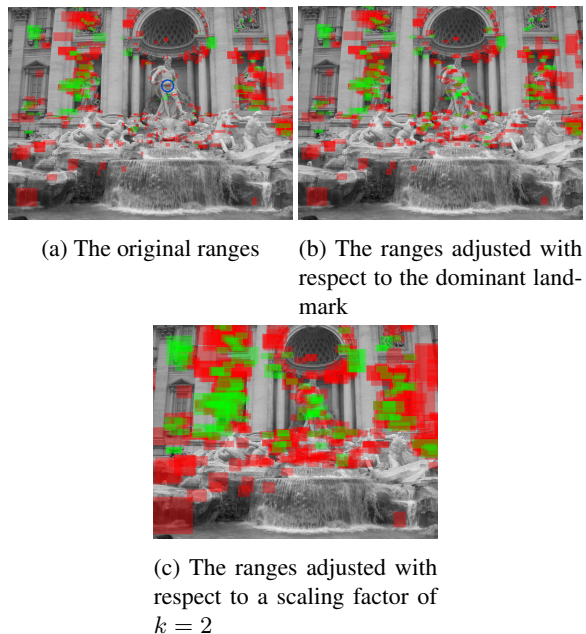 (a) The original ranges
(b) The ranges adjusted with
respect to the dominant land-
mark
(c) The ranges adjusted with
respect to a scaling factor of
k = 2